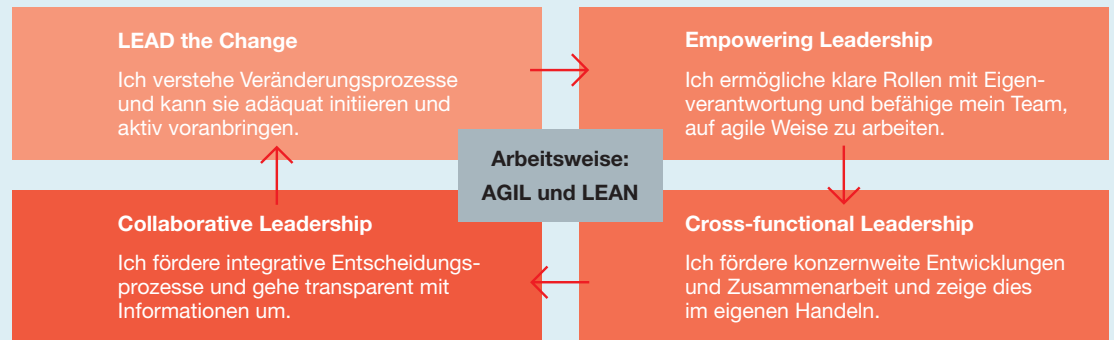 LEAD the Change
Ich verstehe Veränderungsprozesse
und kann sie adäquat initiieren und
aktiv voranbringen.
Empowering Leadership
Ich ermögliche klare Rollen mit Eigen-
verantwortung und befähige mein Team,
auf agile Weise zu arbeiten.
Arbeitsweise:
AGIL und LEAN
Collaborative Leadership
Ich fördere integrative Entscheidungs-
prozesse und gehe transparent mit
Informationen um.
Cross-functional Leadership
Ich fördere konzernweite Entwicklungen
und Zusammenarbeit und zeige dies
im eigenen Handeln.